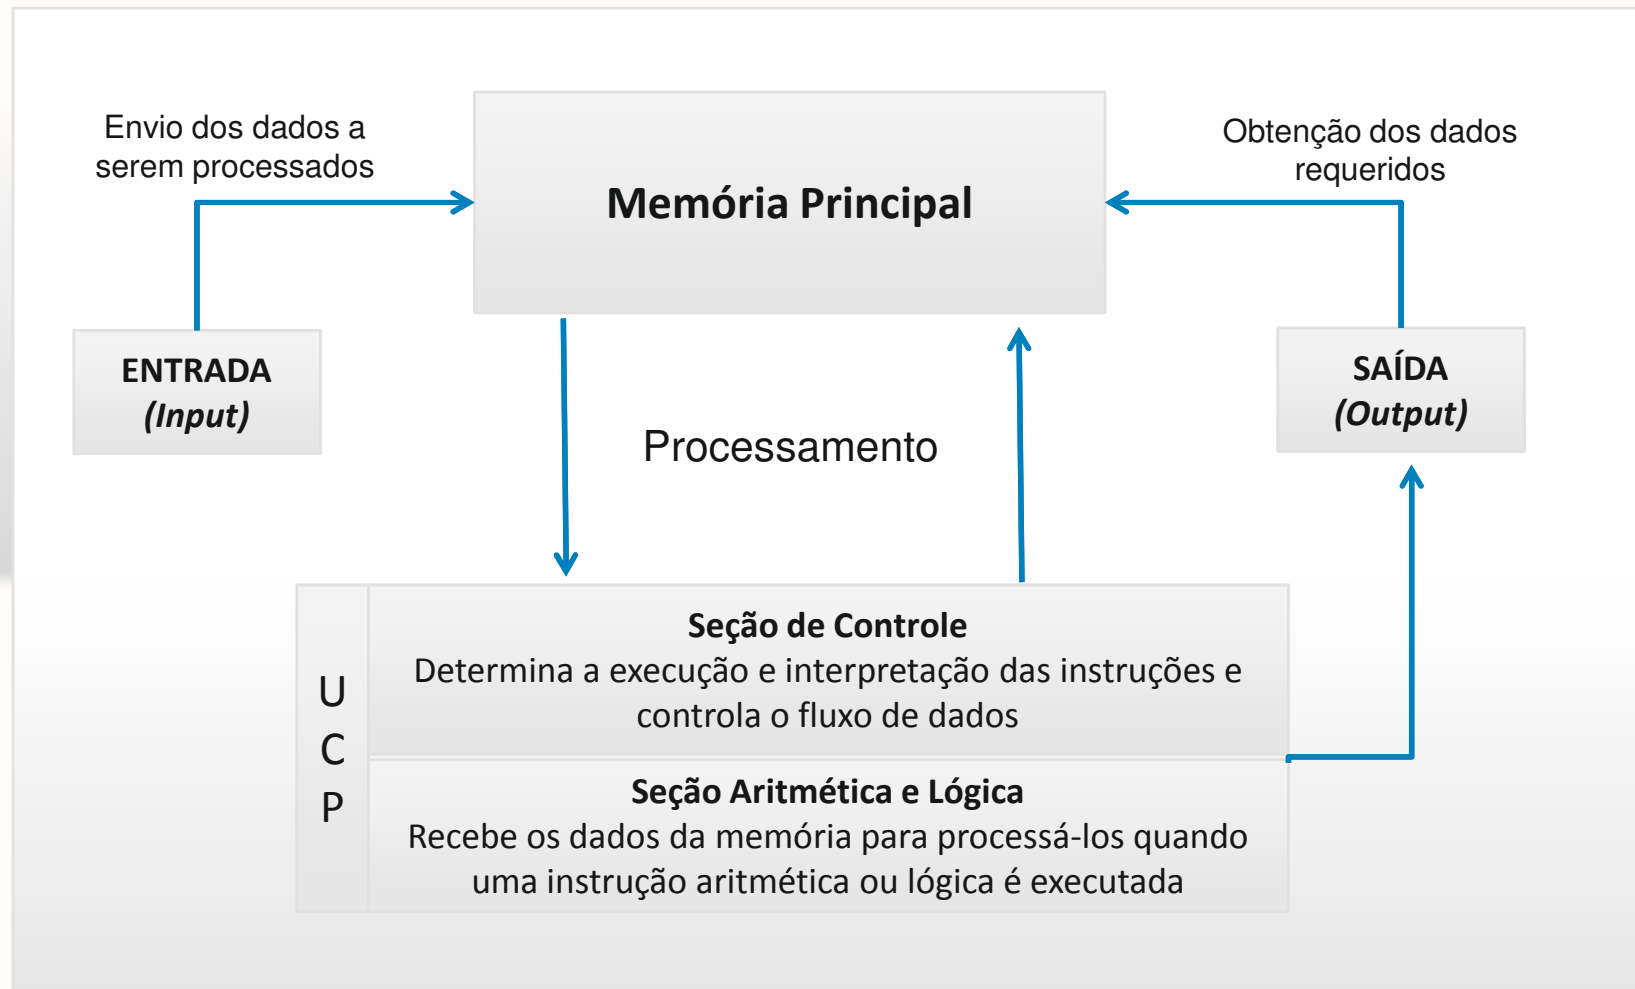 Envio dos dados a
serem processados
Memória Principal
Obtenção dos dados
requeridos
ENTRADA
(Input)
Processamento
SAÍDA
(Output)
U
C
P
Seção de Controle
Determina a execução e interpretação das instruções e
controla o fluxo de dados
Seção Aritmética e Lógica
Recebe os dados da memória para processá-los quando
uma instrução aritmética ou lógica é executada